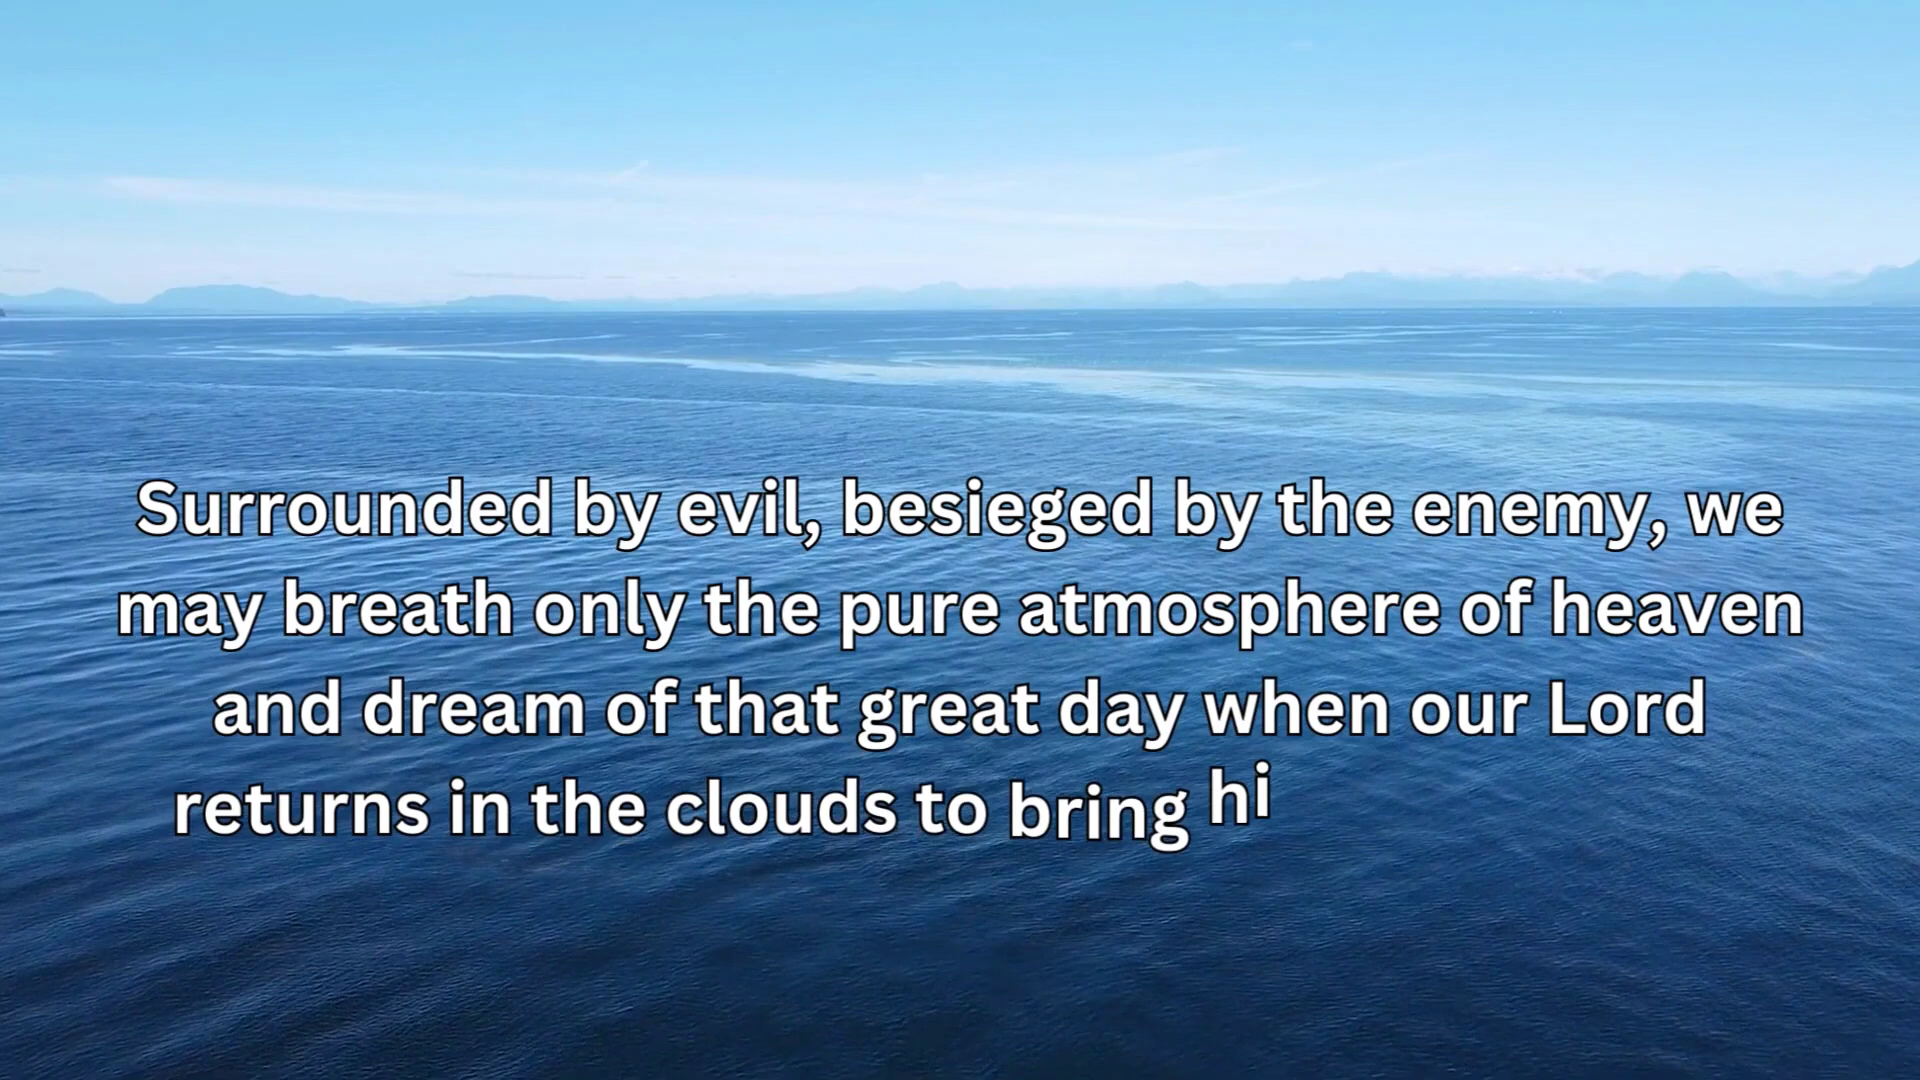 Surrounded by evil, besieged by the enemy, we
may breath only the pure atmosphere of heaven
and dream of that great day when our Lord
returns in the clouds to bring hi